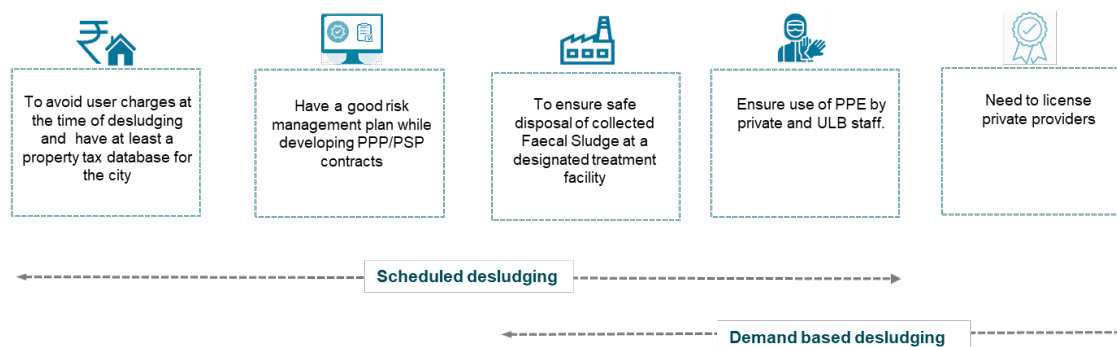 To avoid user charges at
the time of desludging
and have at least a
property tax database for
the city
Have a good risk
management plan while
developing PPP/PSP
contracts
To ensure safe
disposal of collected
Faecal Sludge at a
designated treatment
facility
Ensure use of PPE by
private and ULB staff.
Need to license
private providers
Scheduled desludging
Demand based desludging